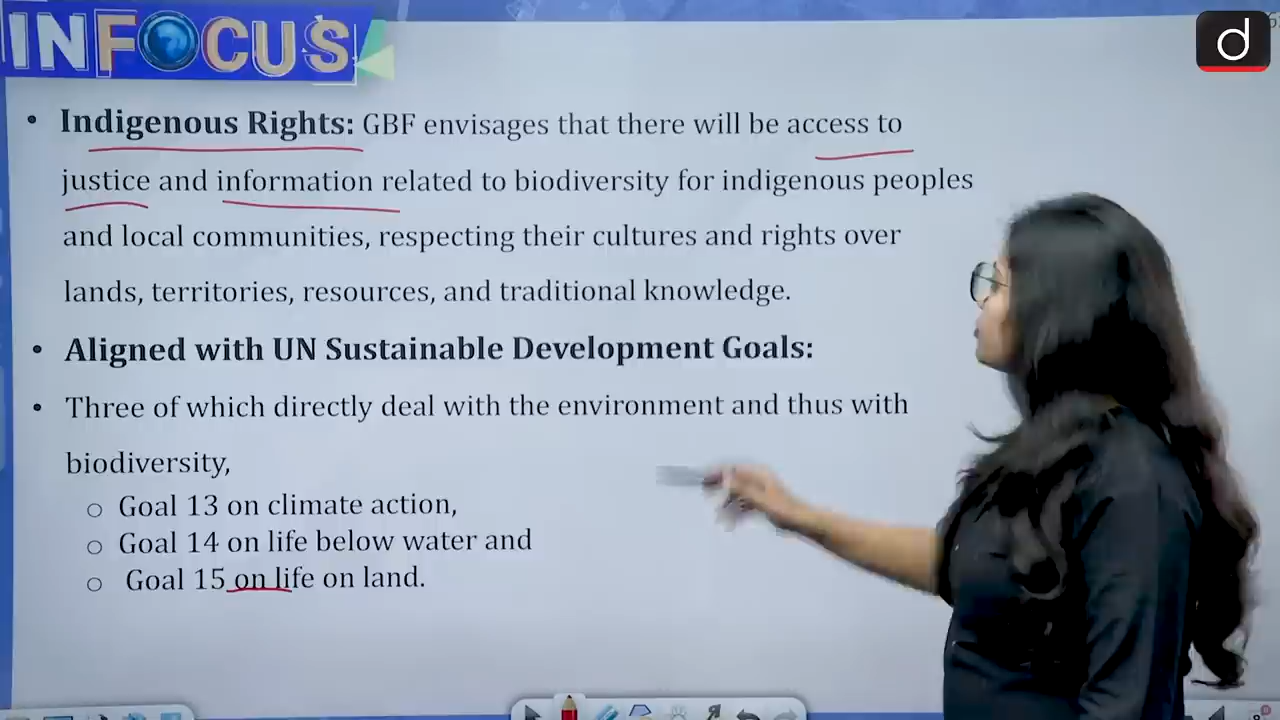 INFOCUS
d
• Indigenous Rights: GBF envisages that there will be access to
justice and information related to biodiversity for indigenous peoples
and local communities, respecting their cultures and rights over
lands, territories, resources, and traditional knowledge.
• Aligned with UN Sustainable Development Goals:
• Three of which directly deal with the environment and thus with
biodiversity,
o Goal 13 on climate action,
o Goal 14 on life below water and
o Goal 15 on life on land.